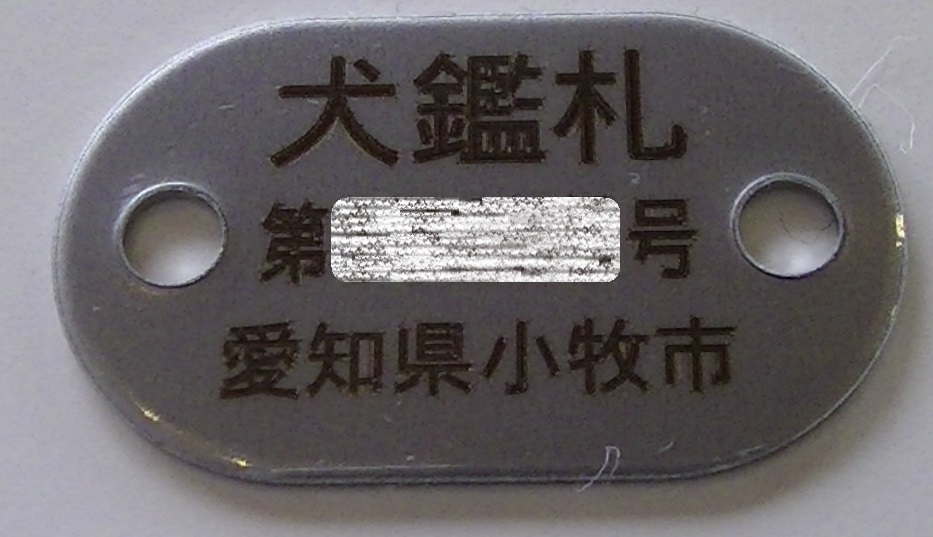 犬鑑札
第 号
愛知県小牧市